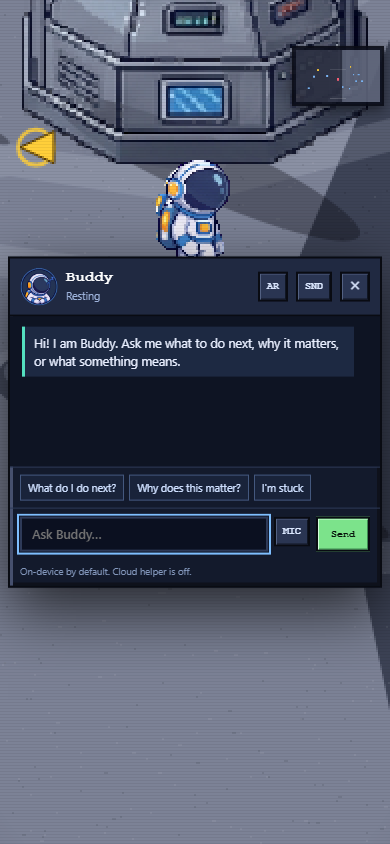 Buddy
Resting
AR
SND
✕
Hi! I am Buddy. Ask me what to do next, why it matters,
or what something means.
What do I do next?
Why does this matter?
I'm stuck
Ask Buddy...
MIC
Send
On-device by default. Cloud helper is off.